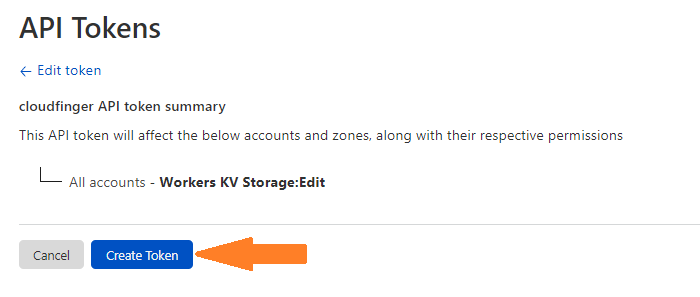 API Tokens
← Edit token
cloudfinger API token summary
This API token will affect the below accounts and zones, along with their respective permissions
All accounts - Workers KV Storage:Edit
Cancel Create Token